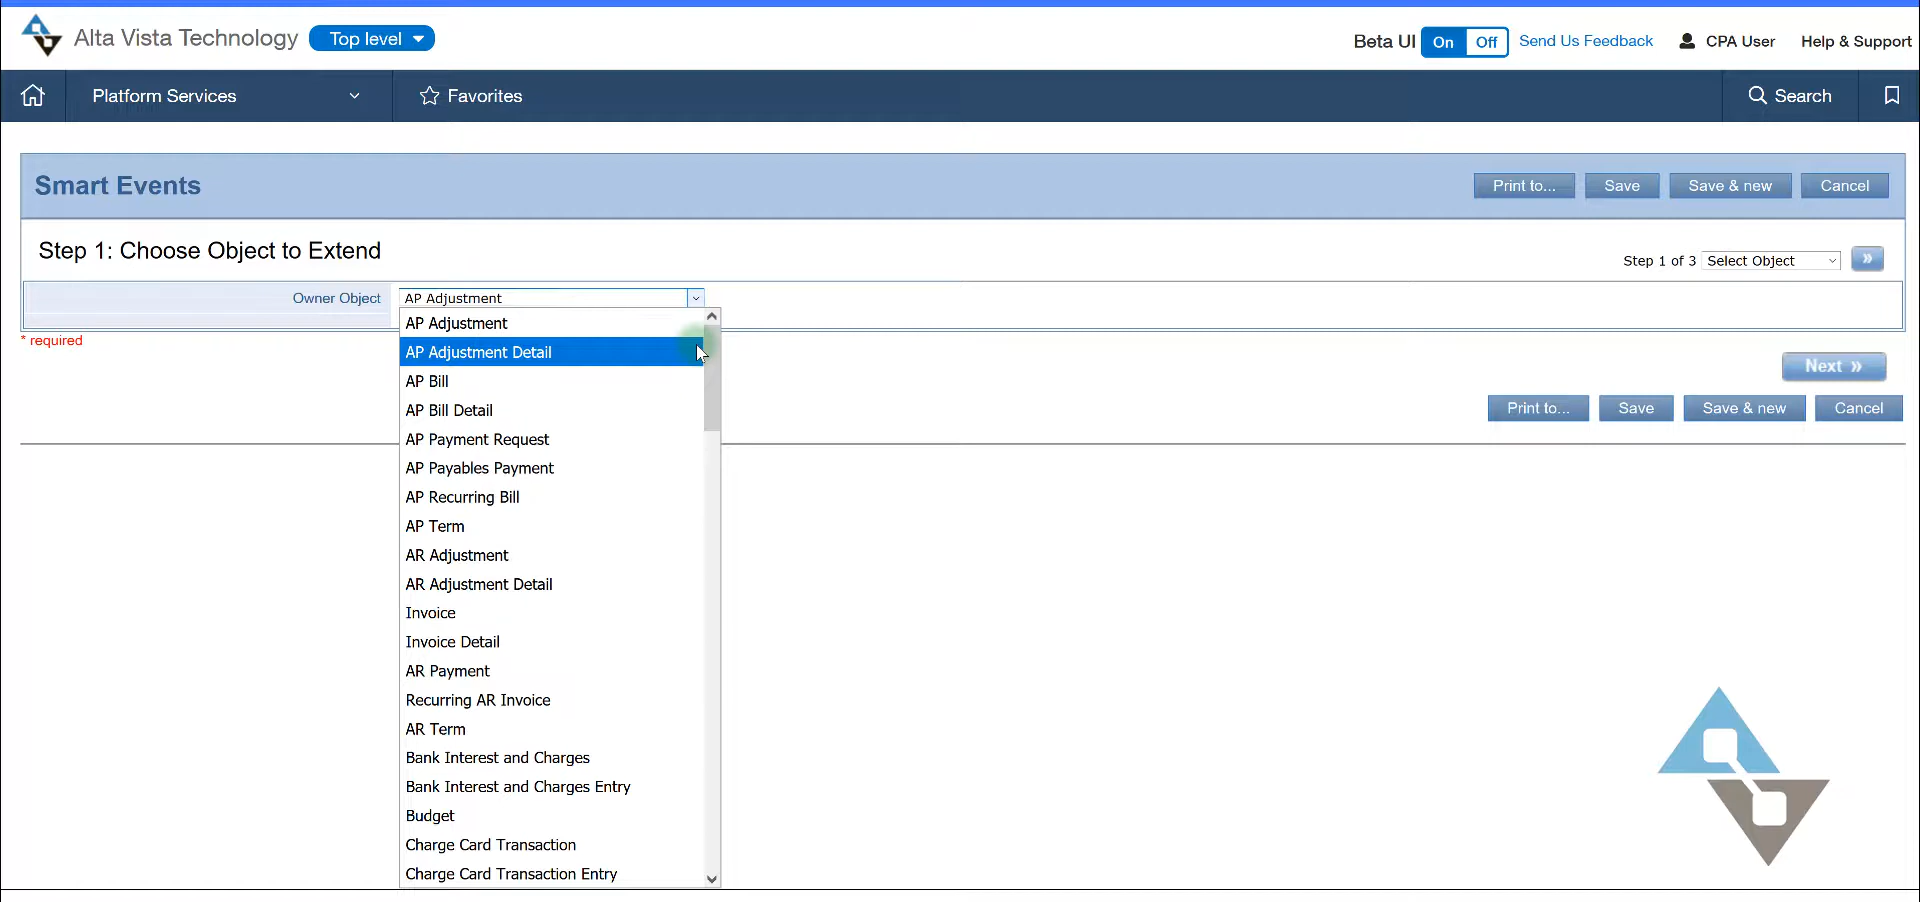 Alta Vista Technology
Top level
Beta UI On Off Send Us Feedback CPA User Help & Support
Platform Services
Favorites
Search
Smart Events
Print to... Save Save & new Cancel
Step 1: Choose Object to Extend
Step 1 of 3 Select Object »
Owner Object AP Adjustment
* required
AP Adjustment
AP Adjustment Detail
AP Bill
AP Bill Detail
AP Payment Request
AP Payables Payment
AP Recurring Bill
AP Term
AR Adjustment
AR Adjustment Detail
Invoice
Invoice Detail
AR Payment
Recurring AR Invoice
AR Term
Bank Interest and Charges
Bank Interest and Charges Entry
Budget
Charge Card Transaction
Charge Card Transaction Entry
Next »
Print to... Save Save & new Cancel